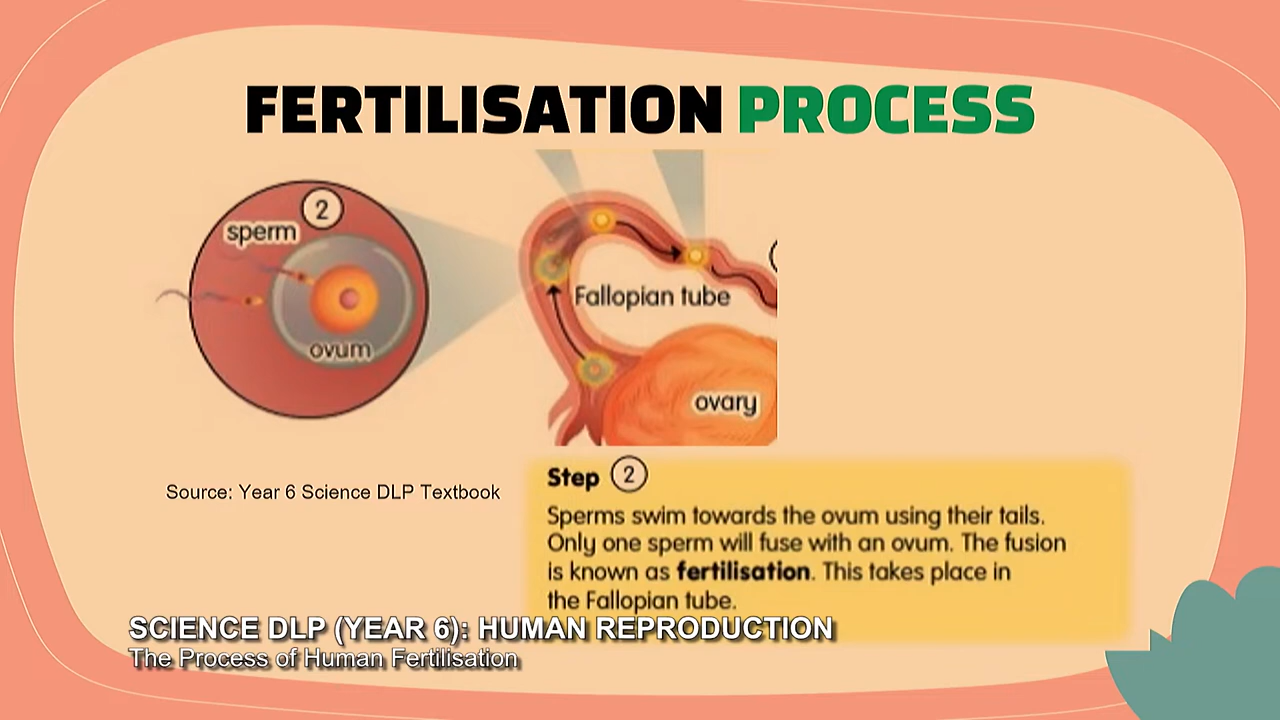 FERTILISATION PROCESS
2
sperm
ovum
Fallopian tube
ovary
Source: Year 6 Science DLP Textbook
Step 2
Sperms swim towards the ovum using their tails.
Only one sperm will fuse with an ovum. The fusion
is known as fertilisation. This takes place in
the Fallopian tube.
SCIENCE DLP (YEAR 6): HUMAN REPRODUCTION
The Process of Human Fertilisation